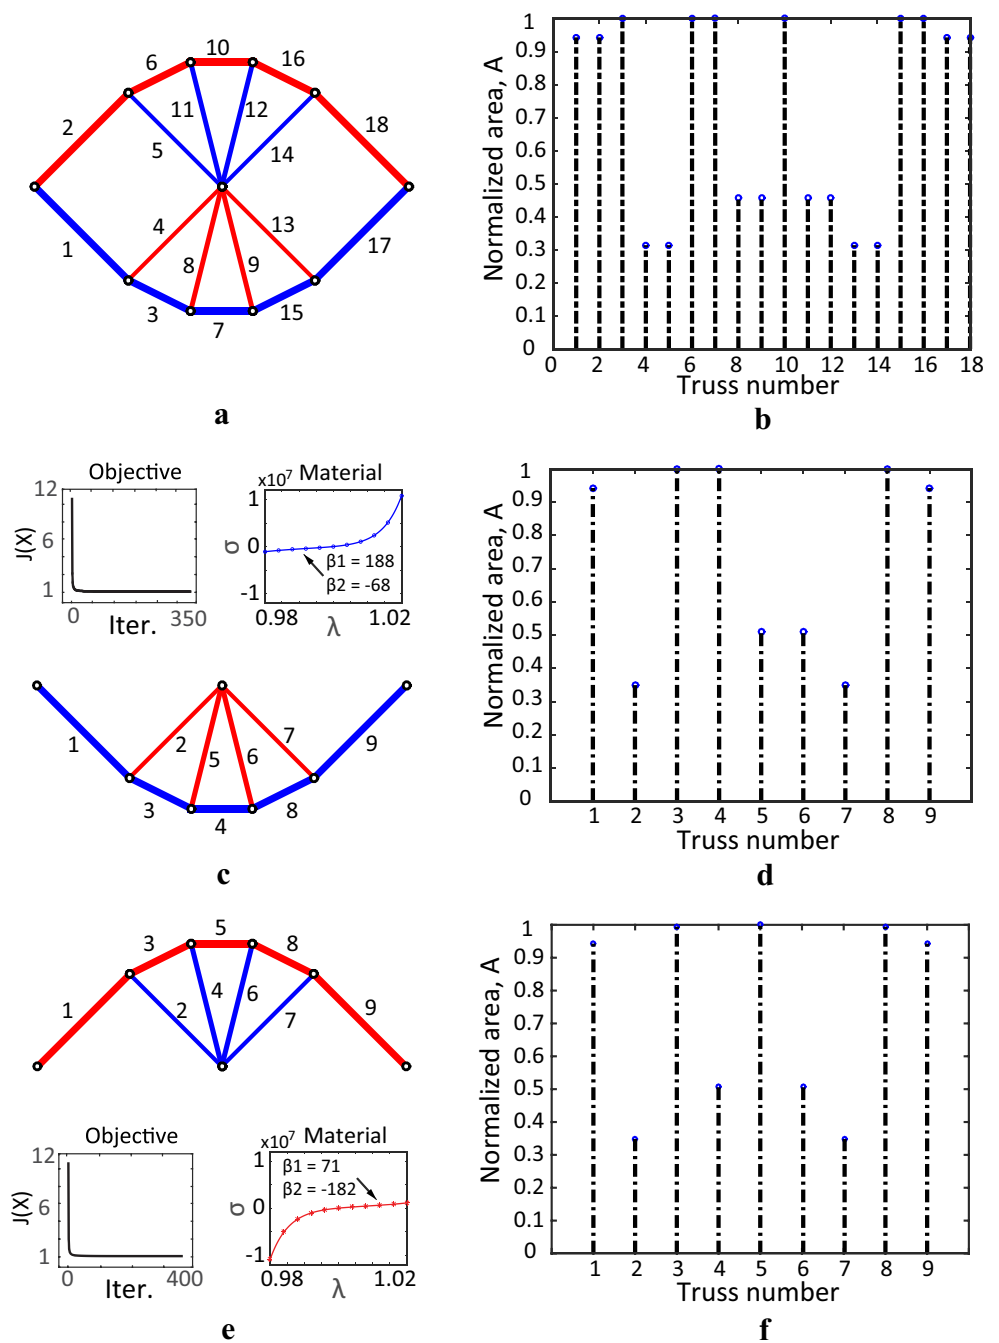 10
6
16
2
11
12
18
5
14
4
13
1
8
9
17
3
15
7
a
Normalized area, A
1
0.9
0.8
0.7
0.6
0.5
0.4
0.3
0.2
0.1
0
0 2 4 6 8 10 12 14 16 18
Truss number
b
Objective
12
6
1
J(X)
0 350
Iter.
x10^7 Material
1
0
-1
σ
β1 = 188
β2 = -68
0.98 1.02
λ
1
2
7
9
5
6
3
8
4
c
Normalized area, A
1
0.9
0.8
0.7
0.6
0.5
0.4
0.3
0.2
0.1
0
1 2 3 4 5 6 7 8 9
Truss number
d
5
3
8
1
4
6
2
7
9
Objective
12
6
1
J(X)
0 400
Iter.
x10^7 Material
1
0
-1
σ
β1 = 71
β2 = -182
0.98 1.02
λ
e
Normalized area, A
1
0.9
0.8
0.7
0.6
0.5
0.4
0.3
0.2
0.1
0
1 2 3 4 5 6 7 8 9
Truss number
f